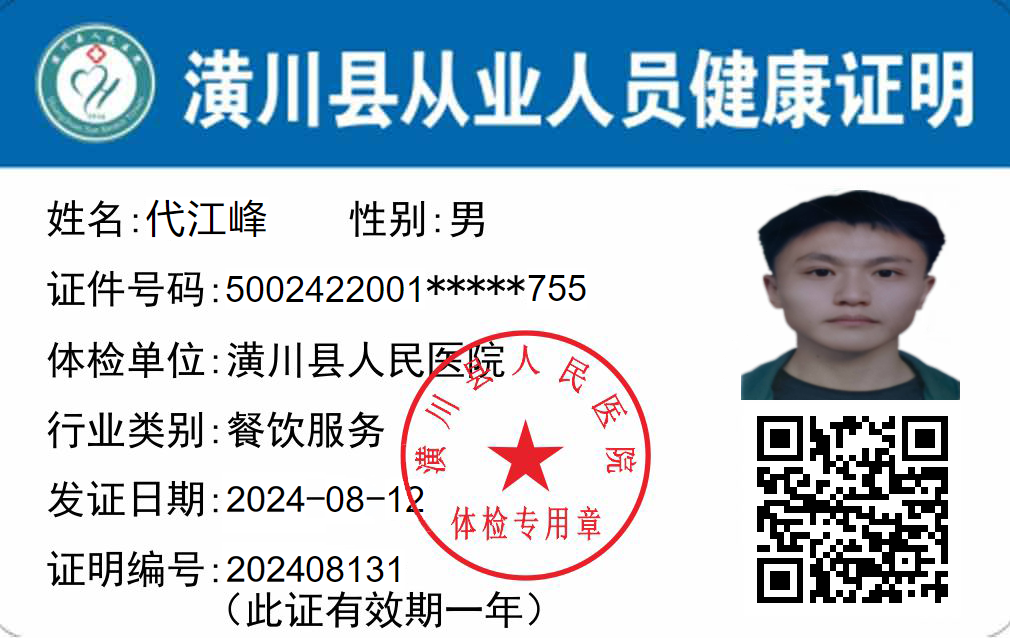 潢川县从业人员健康证明
姓名:代江峰 性别:男
证件号码:5002422001*****755
体检单位:潢川县人民医院
行业类别:餐饮服务
发证日期:2024-08-12
证明编号:202408131
(此证有效期一年)
潢川县人民医院
体检专用章